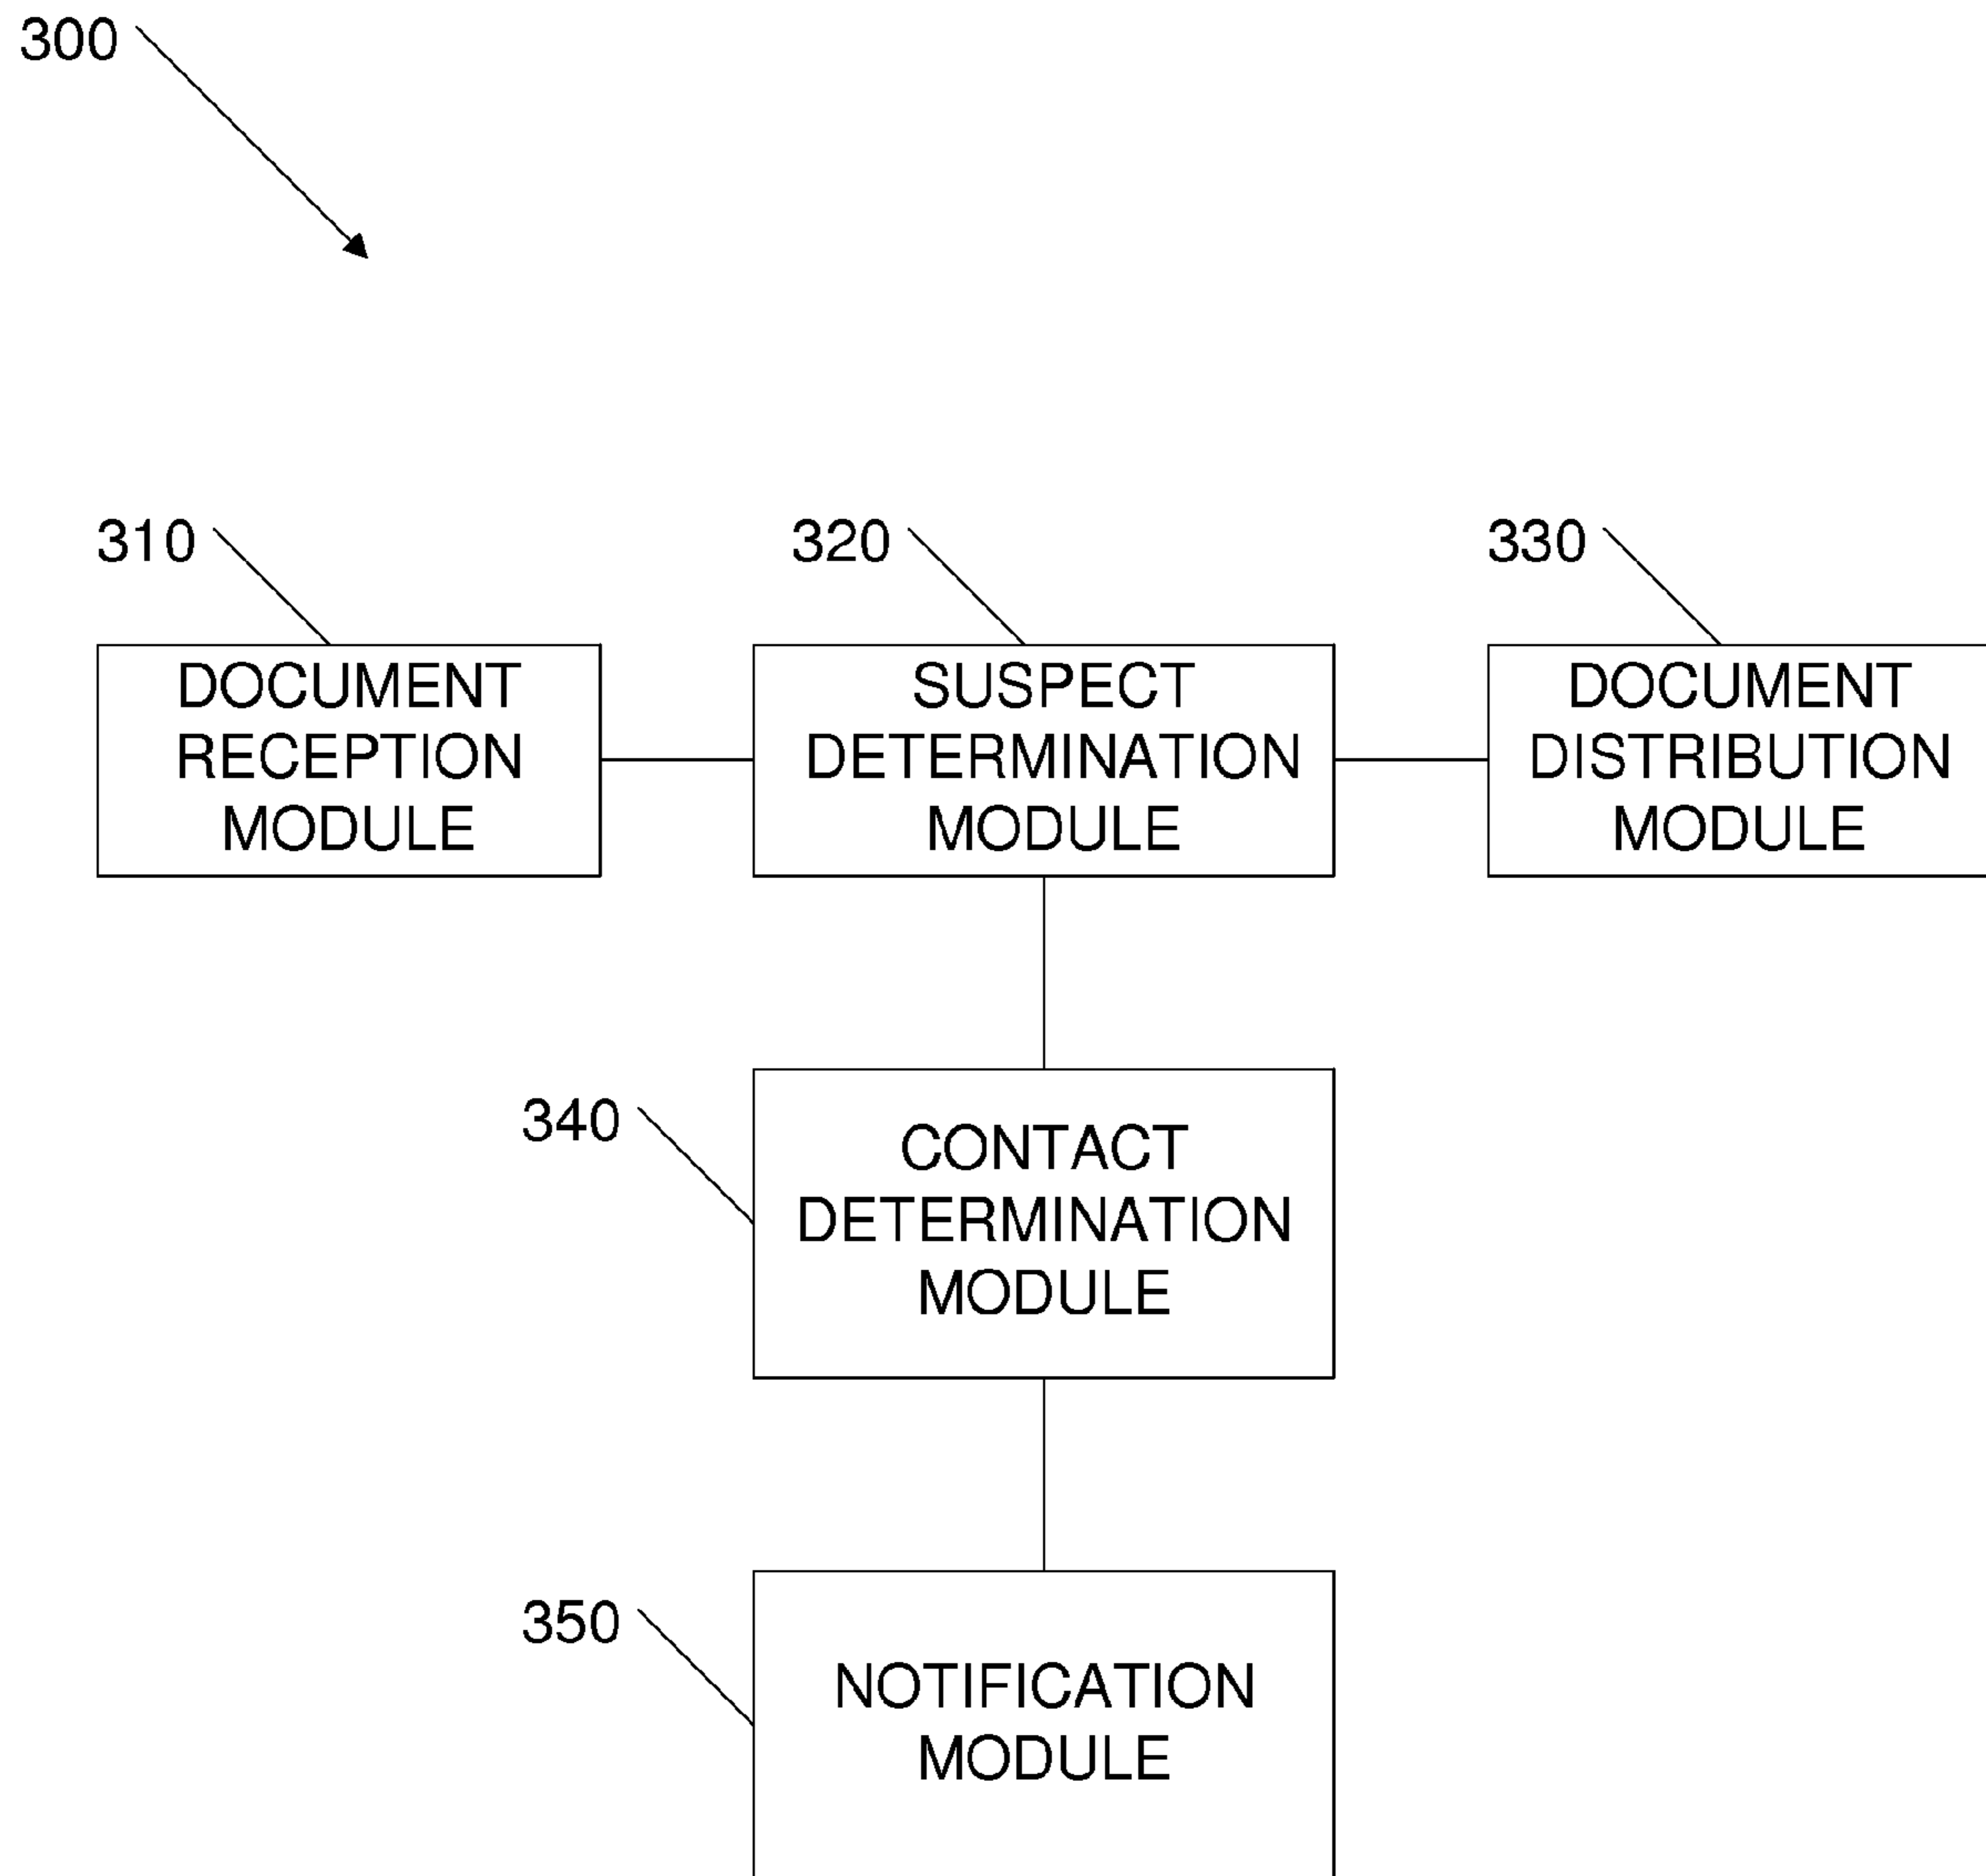 300
310
320
330
DOCUMENT
RECEPTION
MODULE
SUSPECT
DETERMINATION
MODULE
DOCUMENT
DISTRIBUTION
MODULE
340
CONTACT
DETERMINATION
MODULE
350
NOTIFICATION
MODULE